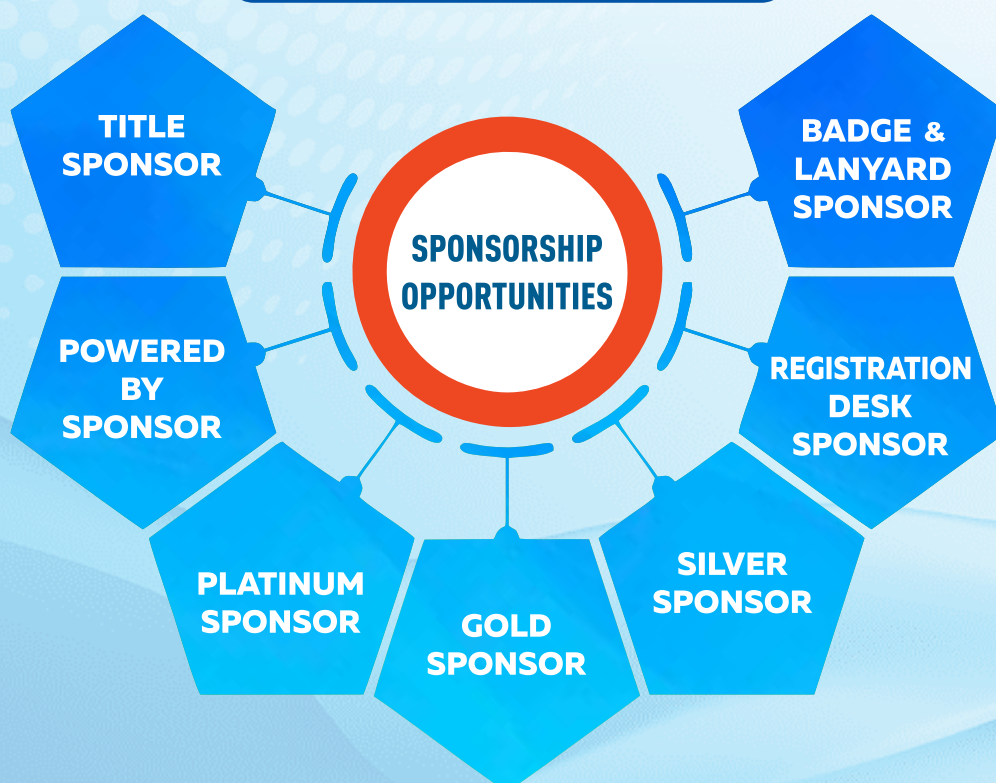 SPONSORSHIP
OPPORTUNITIES
TITLE
SPONSOR
POWERED
BY
SPONSOR
PLATINUM
SPONSOR
GOLD
SPONSOR
SILVER
SPONSOR
REGISTRATION
DESK
SPONSOR
BADGE &
LANYARD
SPONSOR